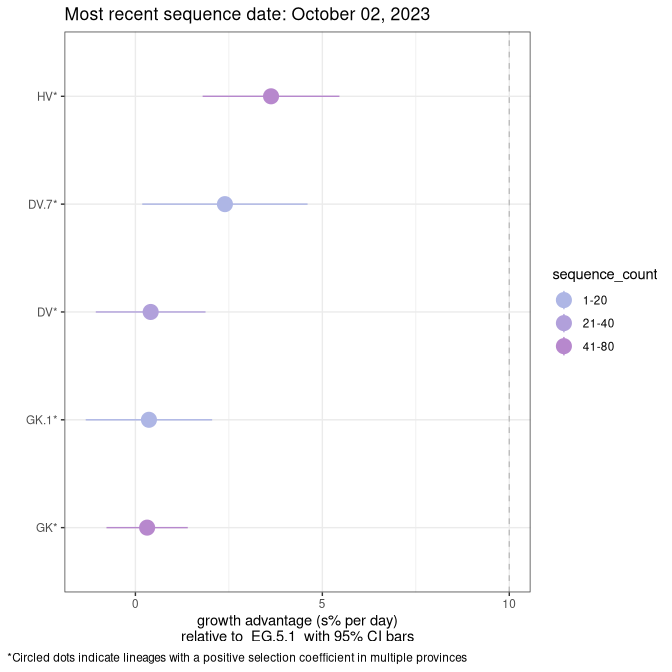 Most recent sequence date: October 02, 2023
HV*
DV.7*
DV*
GK.1*
GK*
0
5
10
growth advantage (s% per day)
relative to  EG.5.1  with 95% CI bars
sequence_count
1-20
21-40
41-80
*Circled dots indicate lineages with a positive selection coefficient in multiple provinces